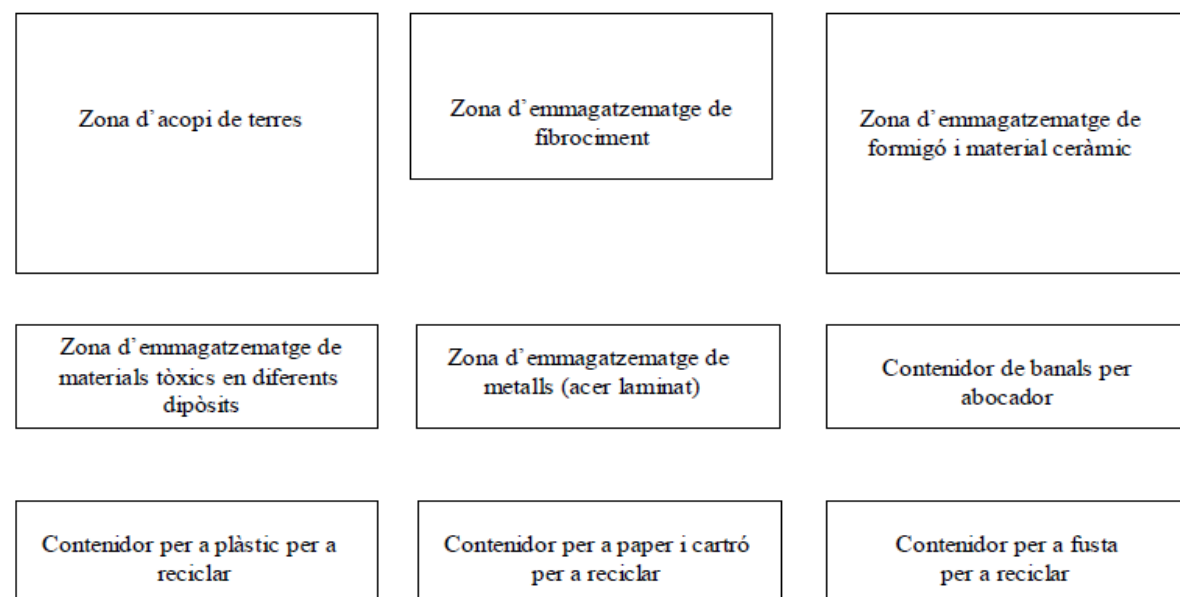 Zona d'acopi de terres
Zona d'emmagatzematge de
fibrociment
Zona d'emmagatzematge de
formigó i material ceràmic
Zona d'emmagatzematge de
materials tòxics en diferents
dipòsits
Zona d'emmagatzematge de
metalls (acer laminat)
Contenidor de banals per
abocador
Contenidor per a plàstic per a
reciclar
Contenidor per a paper i cartró
per a reciclar
Contenidor per a fusta
per a reciclar